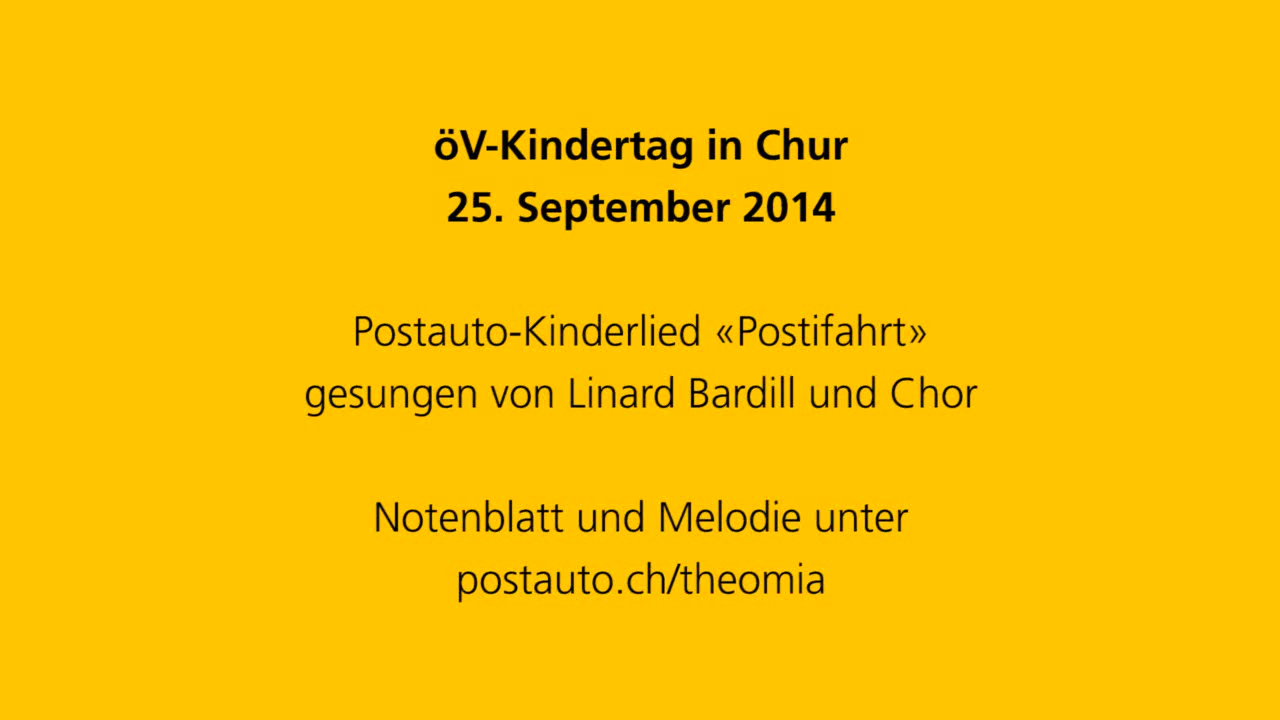 öV-Kindertag in Chur
25. September 2014
Postauto-Kinderlied «Postifahrt»
gesungen von Linard Bardill und Chor
Notenblatt und Melodie unter
postauto.ch/theomia